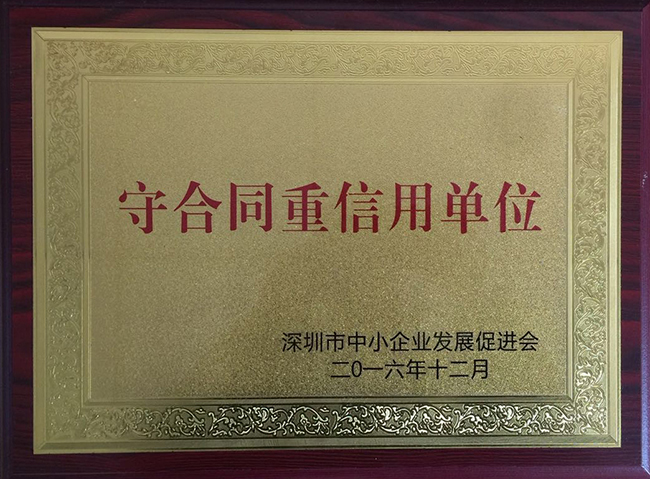 守合同重信用单位
深圳市中小企业发展促进会
二0一六年十二月